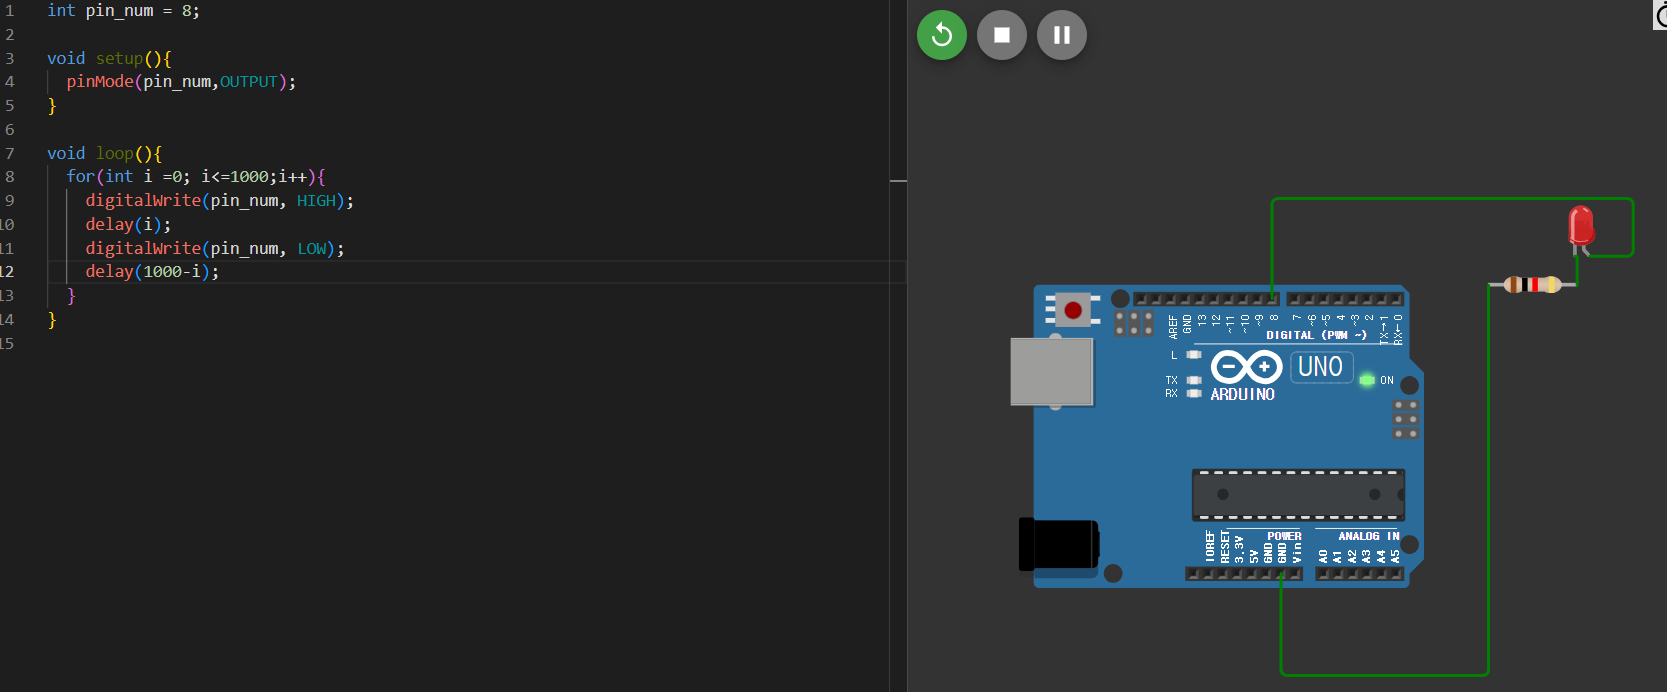 1 int pin_num = 8;
2
3 void setup(){
4   pinMode(pin_num,OUTPUT);
5 }
6
7 void loop(){
8   for(int i =0; i<=1000;i++){
9     digitalWrite(pin_num, HIGH);
10     delay(i);
11     digitalWrite(pin_num, LOW);
12     delay(1000-i);
13   }
14 }
15
AREF
GND
13
12
~11
~10
~9
8
7
~6
~5
4
~3
2
TX→1
RX←0
DIGITAL (PWM ~)
L
TX
RX
UNO
ON
ARDUINO
POWER
ANALOG IN
IOREF
RESET
3.3V
5V
GND
GND
Vin
A0
A1
A2
A3
A4
A5